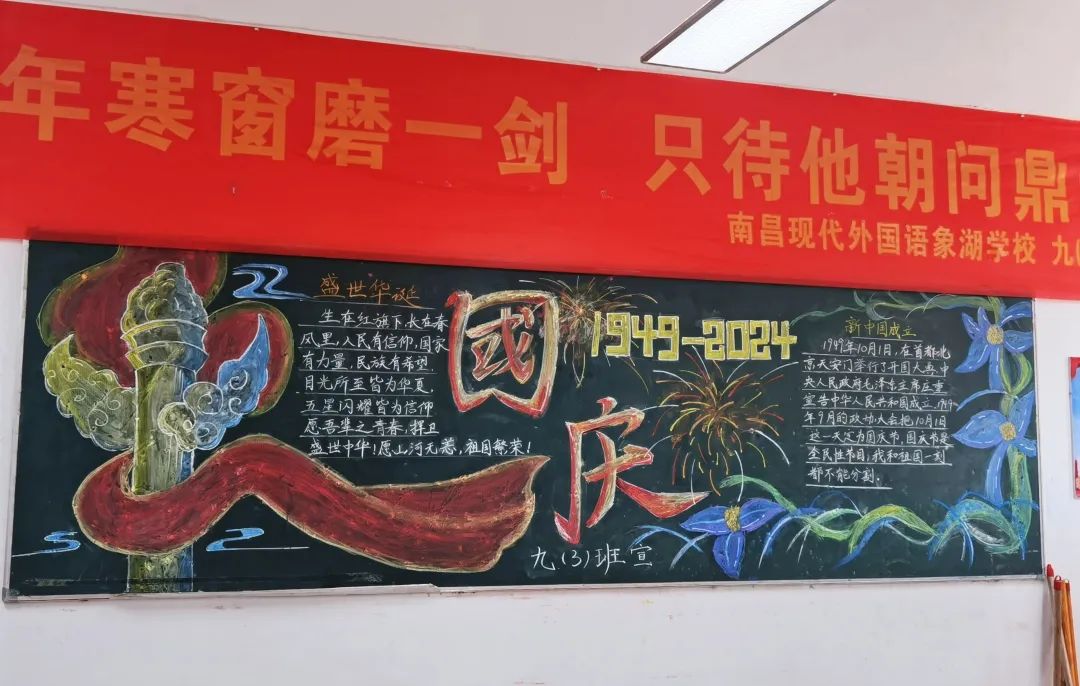 年寒窗磨一剑 只待他朝问鼎
南昌现代外国语象湖学校 九(
盛世华诞
生在红旗下长在春
风里,人民有信仰,国家
有力量,民族有希望
目光所至皆为华夏
五星闪耀皆为信仰
愿吾辈之青春,捍卫
盛世中华!愿山河无恙,祖国繁荣!
國
庆
1949-2024
新中国成立
1949年10月1日,在首都北
京天安门举行了开国大典,中
央人民政府毛泽东主席庄重
宣告中华人民共和国成立,1949
年9月的政协大会把10月1日
这一天定为国庆节,国庆节是
全民性节日,我和祖国一刻
都不能分割.
九(3)班宣